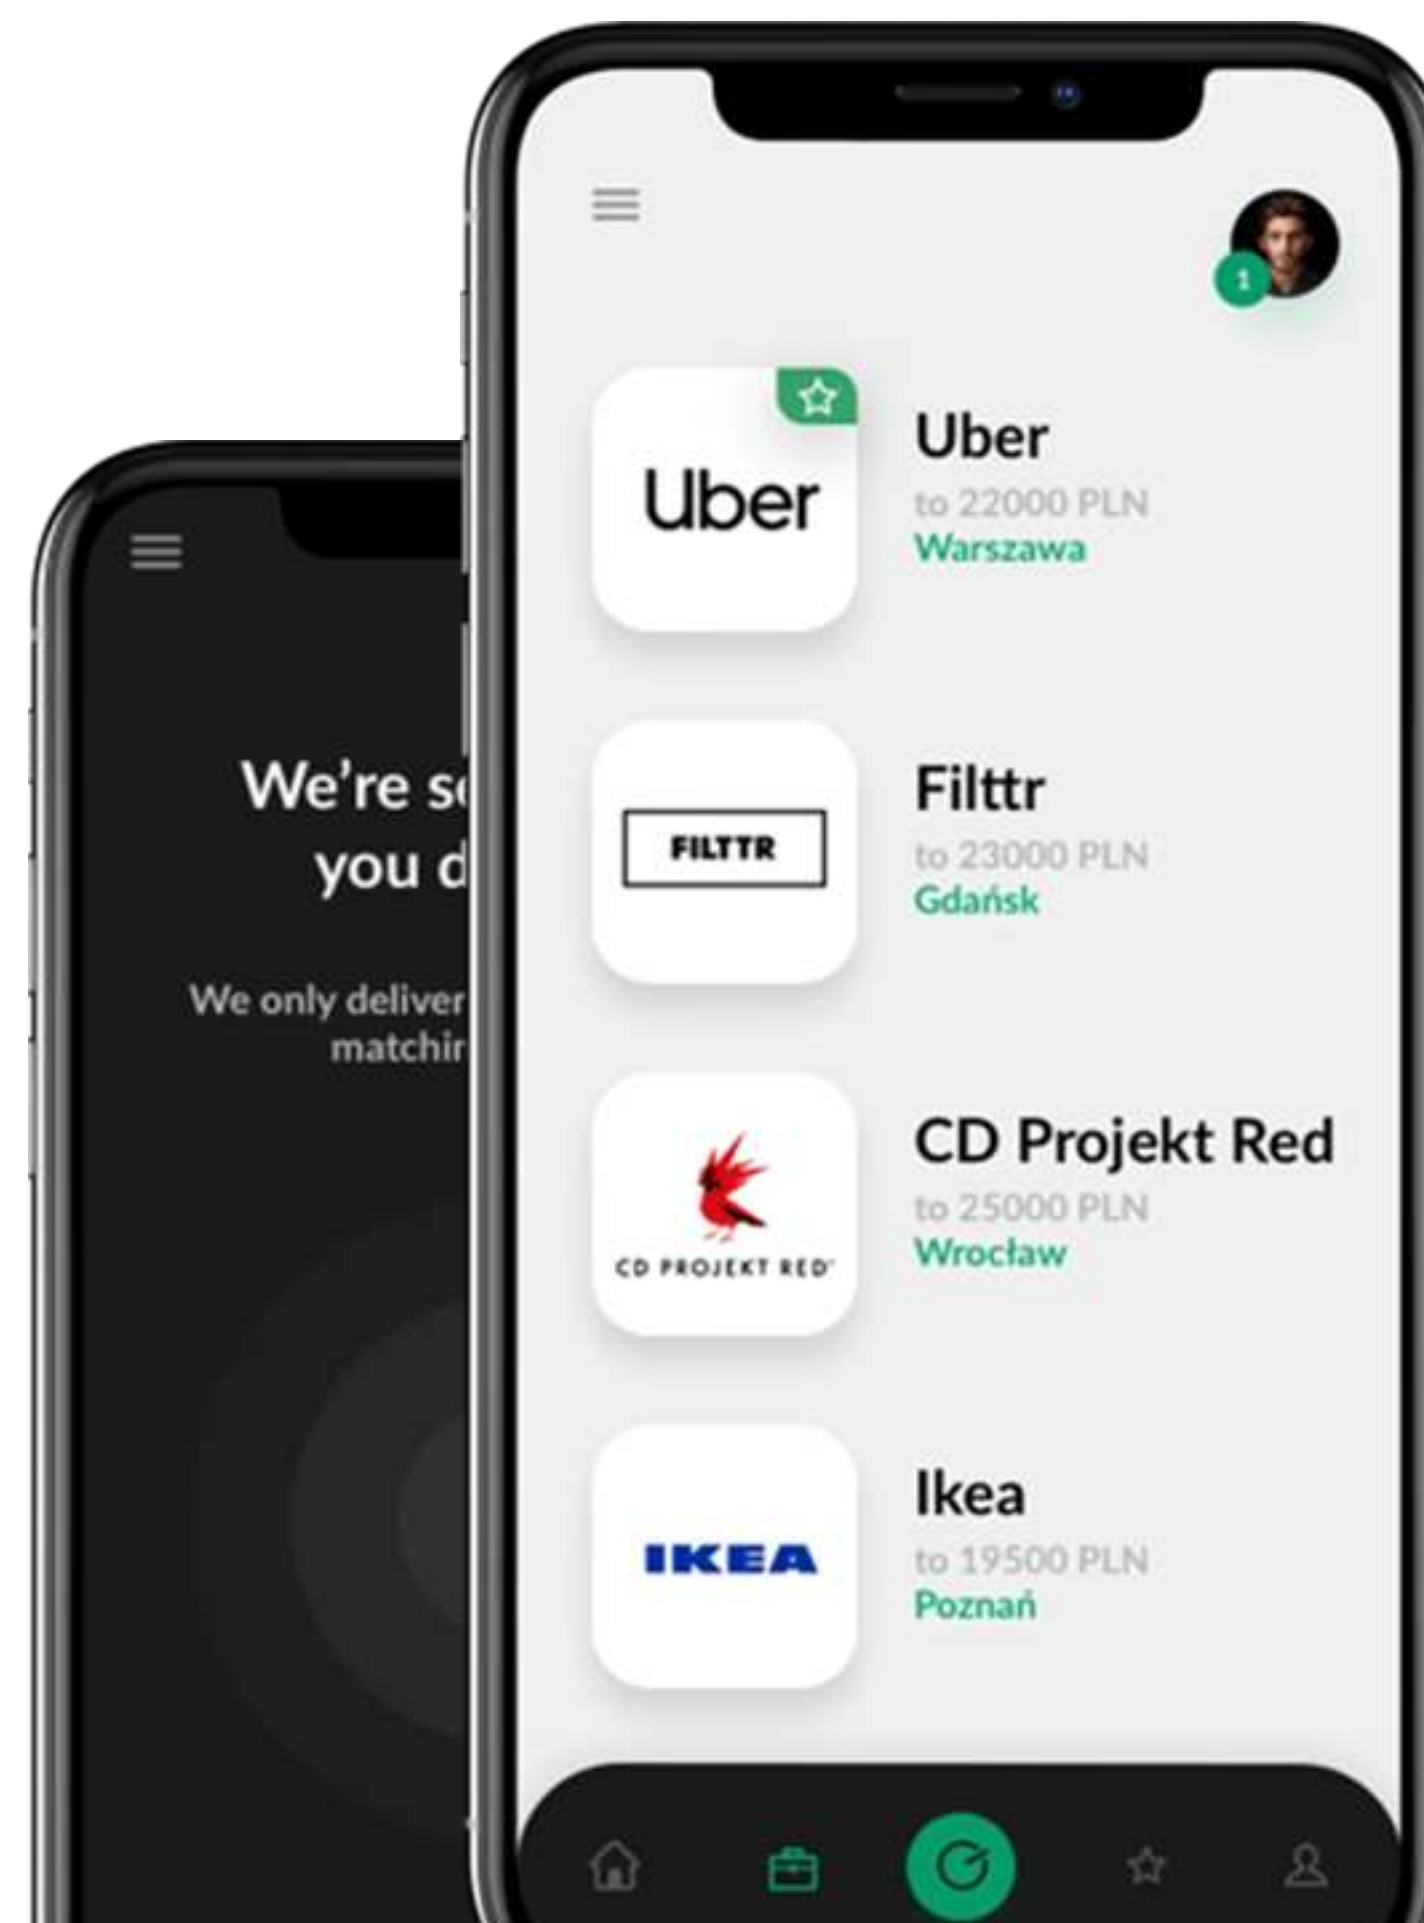 1
Uber
Uber
to 22000 PLN
Warszawa
FILTTR
Filttr
to 23000 PLN
Gdańsk
CD PROJEKT RED
CD Projekt Red
to 25000 PLN
Wrocław
IKEA
Ikea
to 19500 PLN
Poznań
We're
you
We only deliver